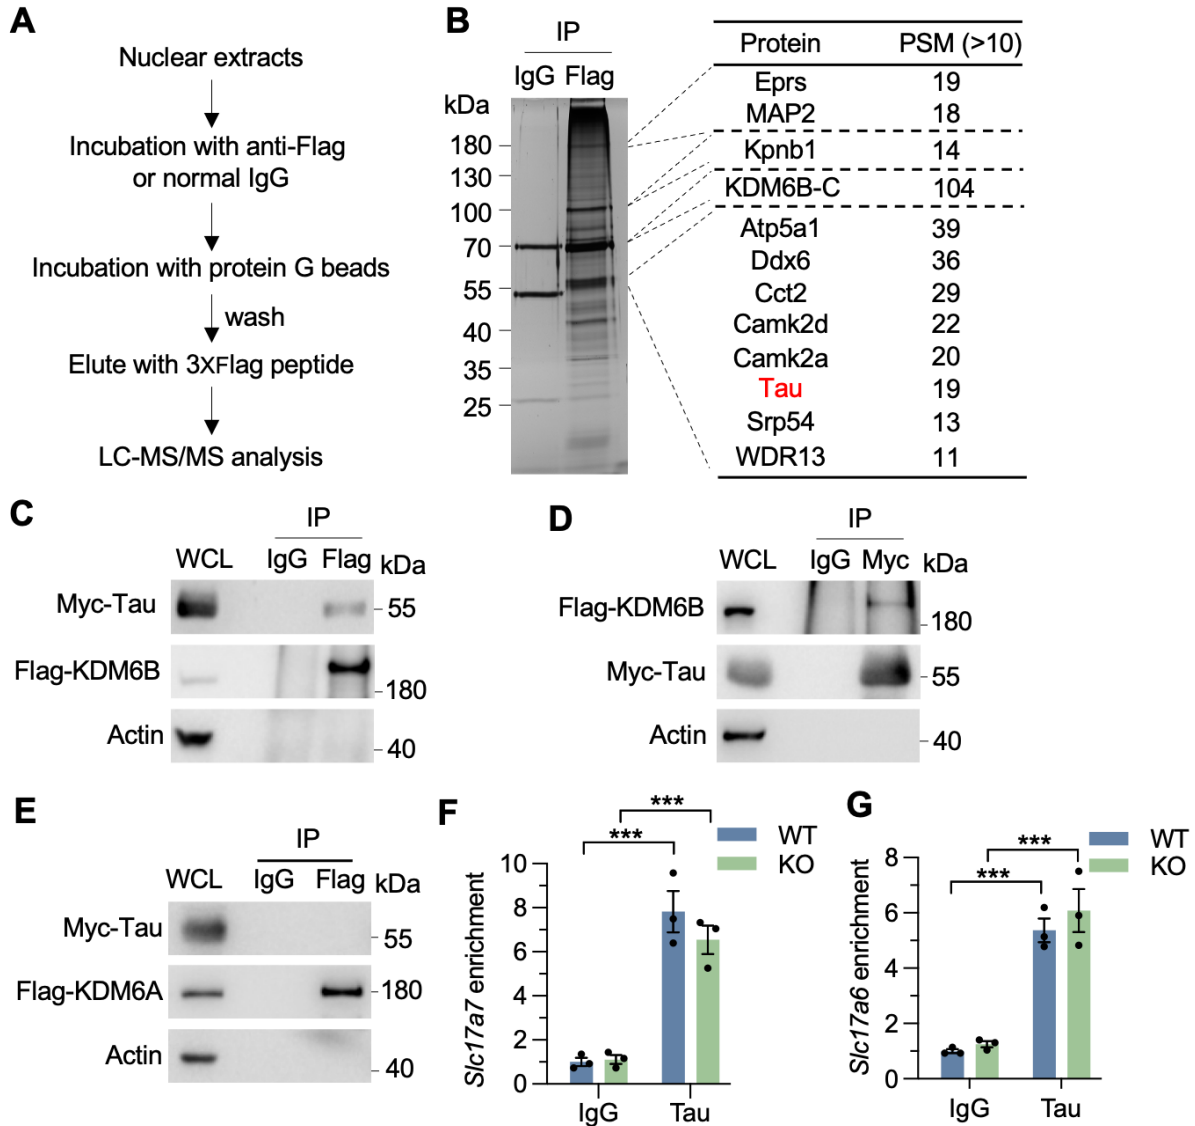 A
Nuclear extracts
Incubation with anti-Flag
or normal IgG
Incubation with protein G beads
wash
Elute with 3XFlag peptide
LC-MS/MS analysis
B
IP
IgG Flag
kDa
180
130
100
70
55
40
35
25
Protein PSM (>10)
Eprs 19
MAP2 18
Kpnb1 14
KDM6B-C 104
Atp5a1 39
Ddx6 36
Cct2 29
Camk2d 22
Camk2a 20
Tau 19
Srp54 13
WDR13 11
C
IP
WCL IgG Flag kDa
Myc-Tau 55
Flag-KDM6B 180
Actin 40
D
IP
WCL IgG Myc kDa
Flag-KDM6B 180
Myc-Tau 55
Actin 40
E
IP
WCL IgG Flag kDa
Myc-Tau 55
Flag-KDM6A 180
Actin 40
F
***
***
WT
KO
Slc17a7 enrichment
10
8
6
4
2
0
IgG Tau
G
***
***
WT
KO
Slc17a6 enrichment
8
6
4
2
0
IgG Tau